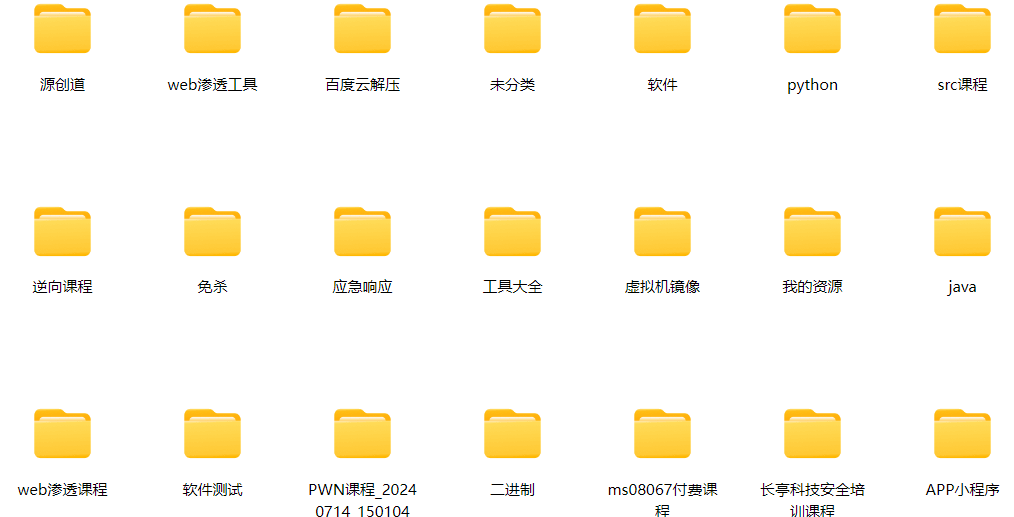 源创道
web渗透工具
百度云解压
未分类
软件
python
src课程
逆向课程
免杀
应急响应
工具大全
虚拟机镜像
我的资源
java
web渗透课程
软件测试
PWN课程_2024
0714_150104
二进制
ms08067付费课
程
长亭科技安全培
训课程
APP小程序